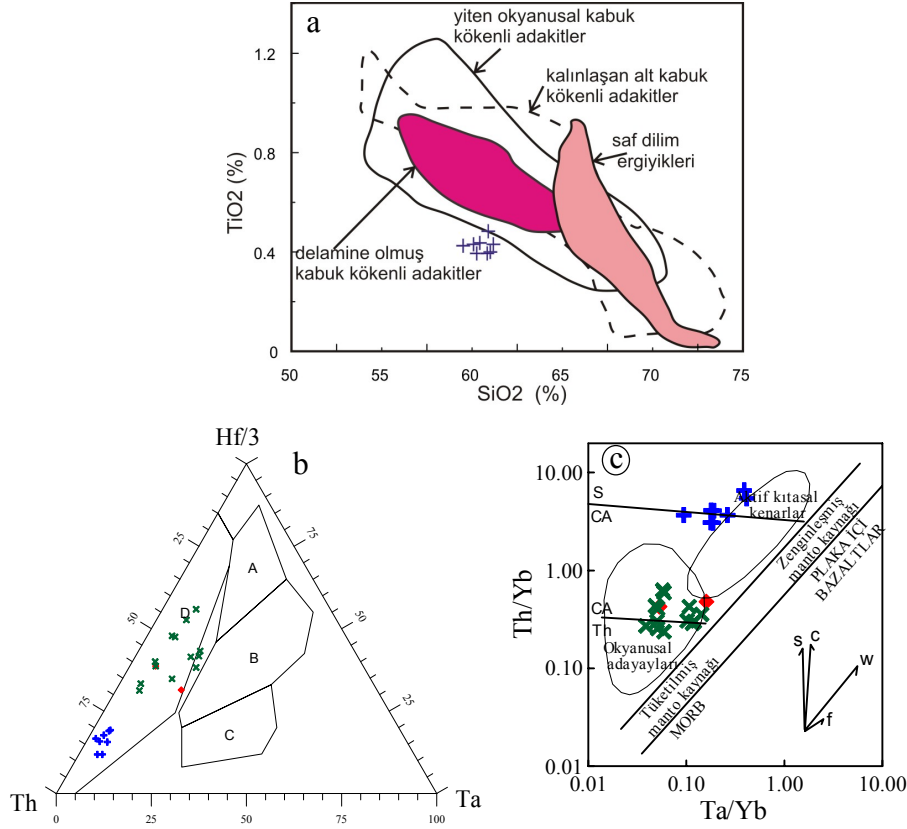 a
yiten okyanusal kabuk
kökenli adakitler
kalınlaşan alt kabuk
kökenli adakitler
saf dilim
ergiyikleri
delamine olmuş
kabuk kökenli adakitler
TiO2 (%)
1.2
0.8
0.4
0
50 55 60 65 70 75
SiO2 (%)
Hf/3
b
25
50
75
75
50
25
A
B
C
D
Th
Ta
0 25 50 75 100
c
Th/Yb
10.00
1.00
0.10
0.01
S
CA
CA
Th
Aktif kıtasal
kenarlar
Okyanusal
adayayları
Zenginleşmiş
manto kaynağı
PLAKA İÇİ
BAZALTLAR
Tüketilmiş
manto kaynağı
MORB
s c w f
0.01 0.10 1.00 10.00
Ta/Yb